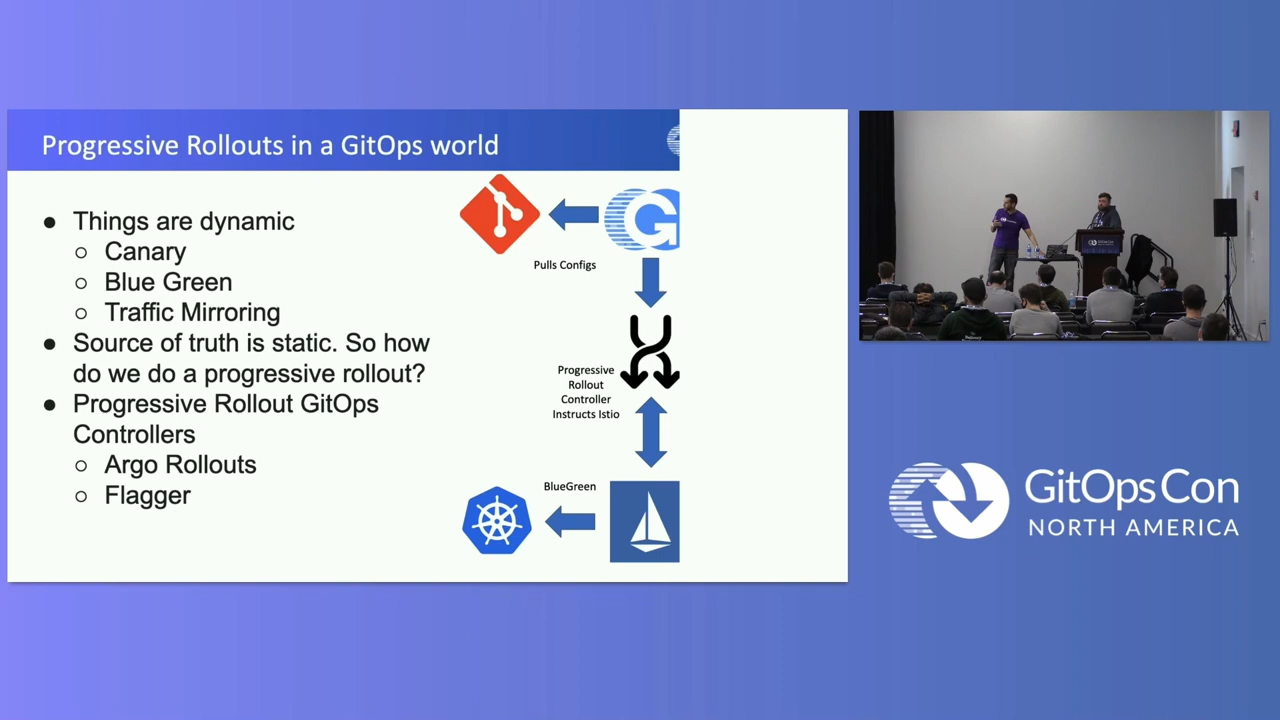 Progressive Rollouts in a GitOps world
● Things are dynamic
○ Canary
○ Blue Green
○ Traffic Mirroring
● Source of truth is static. So how
do we do a progressive rollout?
● Progressive Rollout GitOps
Controllers
○ Argo Rollouts
○ Flagger
Pulls Configs
Progressive
Rollout
Controller
Instructs Istio
BlueGreen
GitOpsCon
NORTH AMERICA